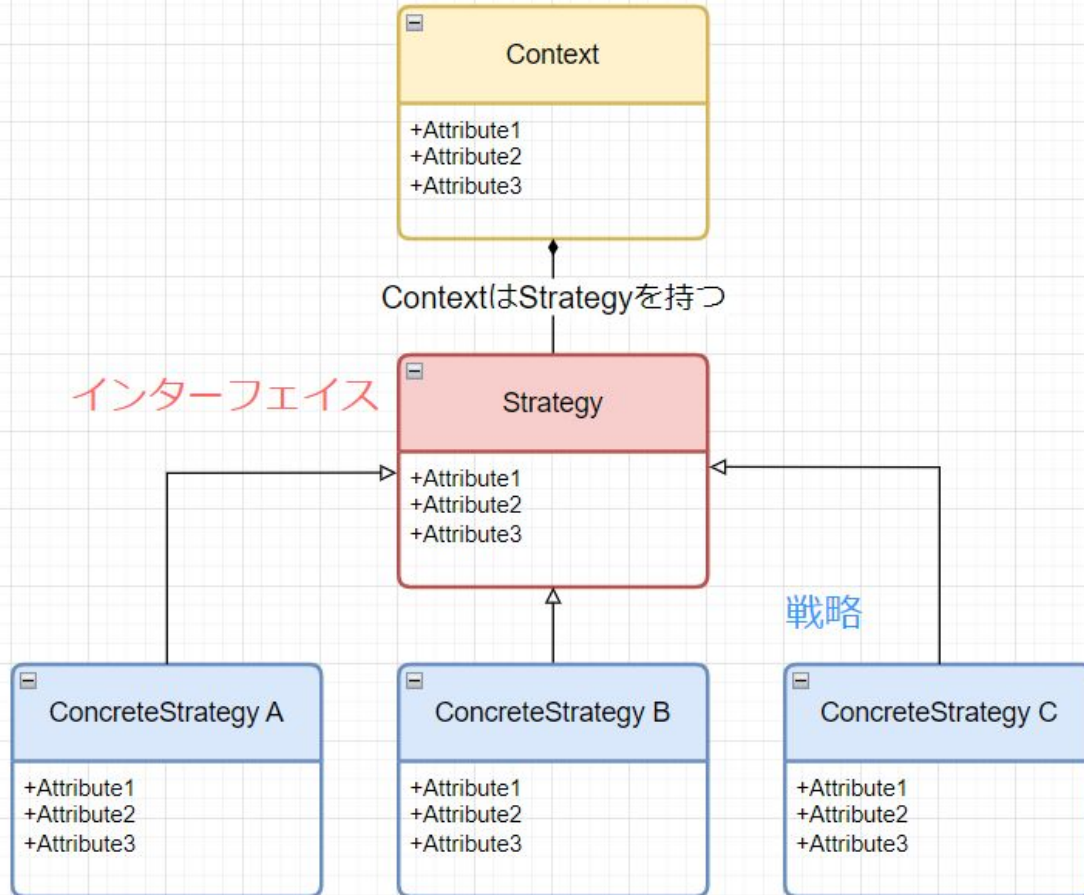 Context
+Attribute1
+Attribute2
+Attribute3
ContextはStrategyを持つ
インターフェイス
Strategy
+Attribute1
+Attribute2
+Attribute3
戦略
ConcreteStrategy A
+Attribute1
+Attribute2
+Attribute3
ConcreteStrategy B
+Attribute1
+Attribute2
+Attribute3
ConcreteStrategy C
+Attribute1
+Attribute2
+Attribute3